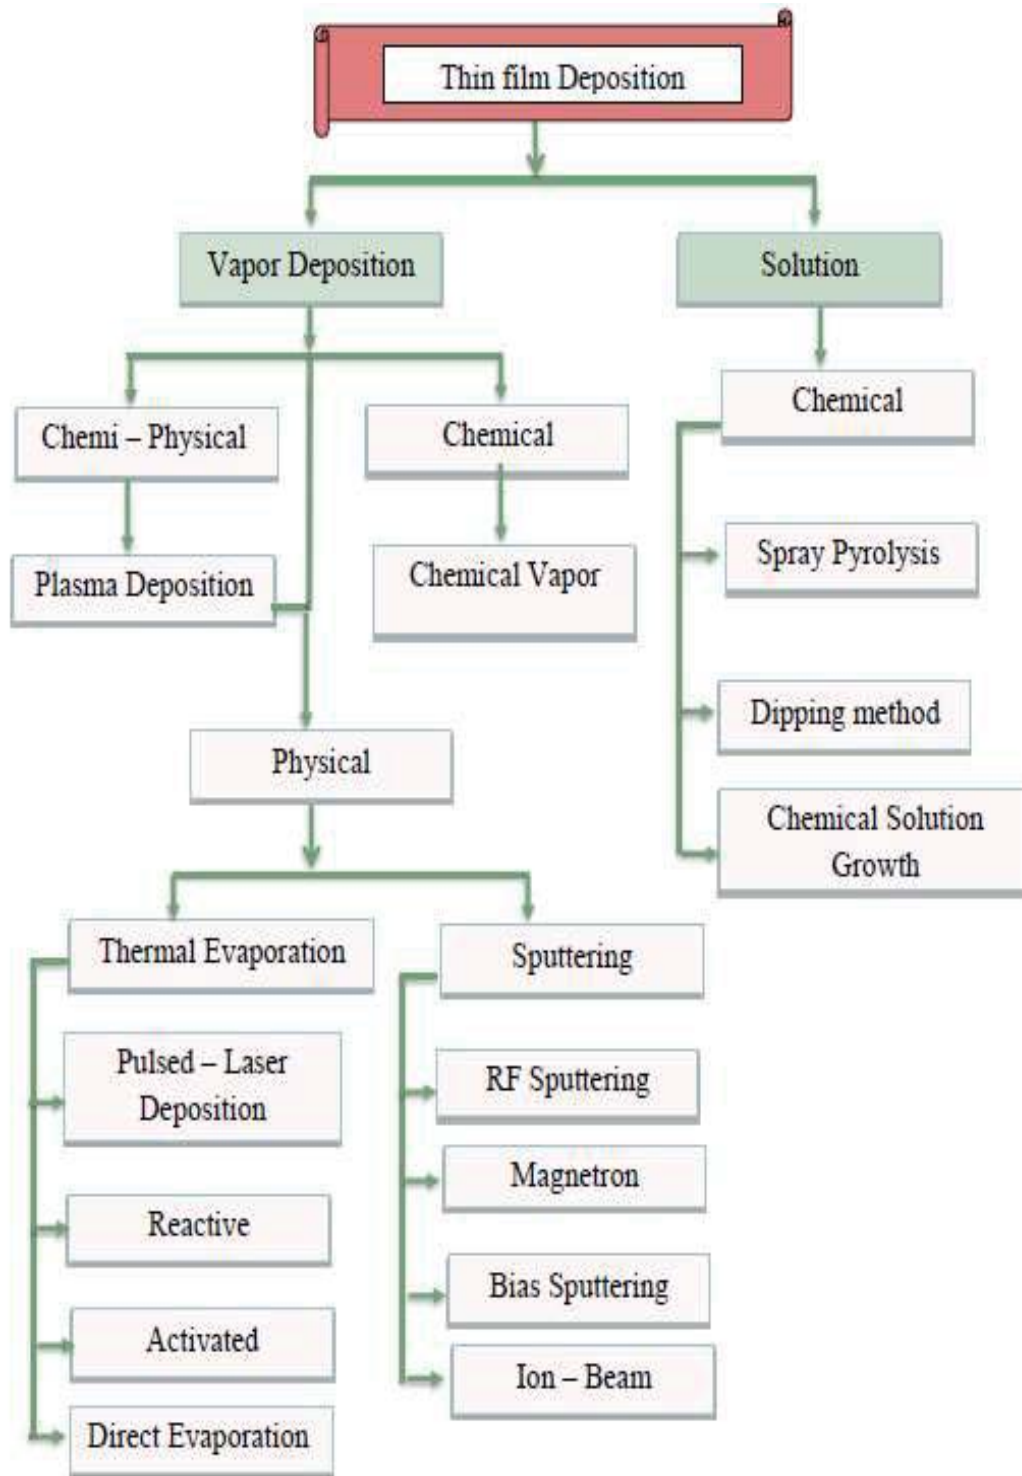 Thin film Deposition
Vapor Deposition
Solution
Chemi – Physical
Chemical
Chemical
Plasma Deposition
Chemical Vapor
Spray Pyrolysis
Dipping method
Physical
Chemical Solution
Growth
Thermal Evaporation
Sputtering
Pulsed – Laser
Deposition
RF Sputtering
Magnetron
Reactive
Bias Sputtering
Activated
Ion – Beam
Direct Evaporation